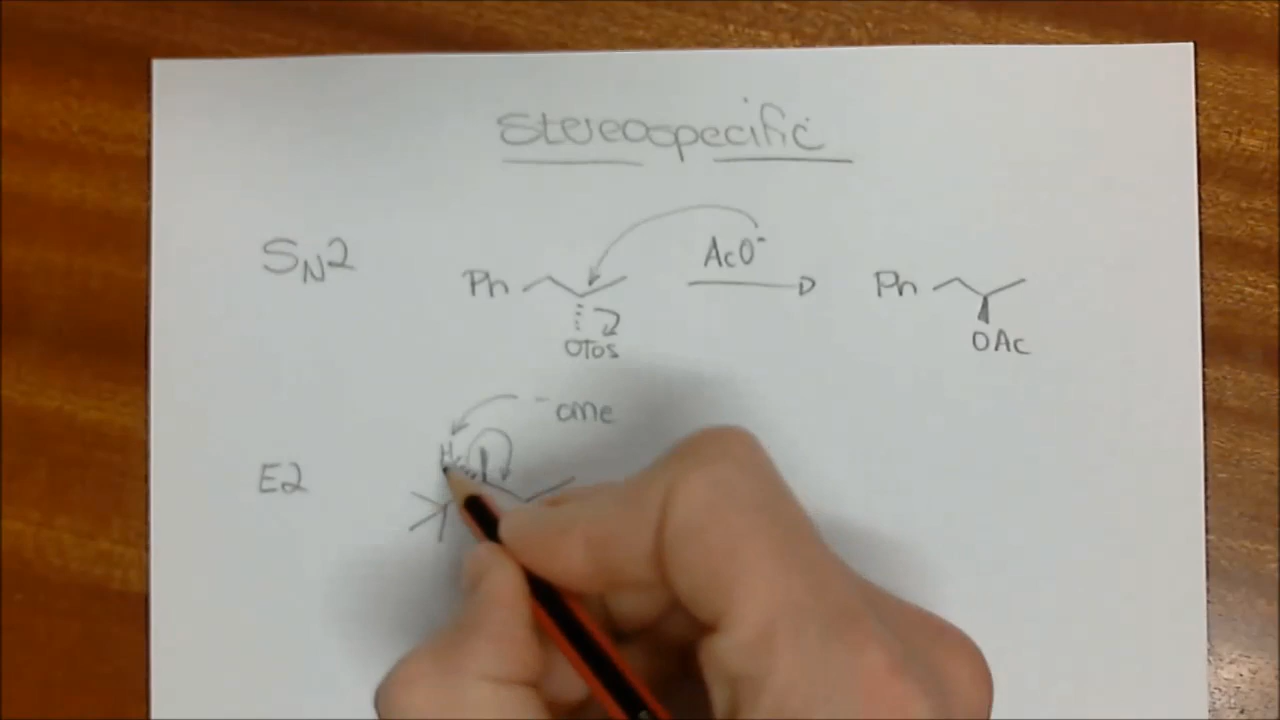 Stereospecific
SN2
Ph
OTos
AcO-
Ph
OAc
E2
-OMe
H